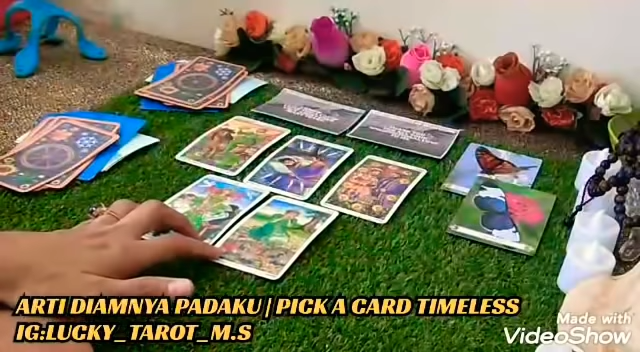 ARTI DIAMNYA PADAKU | PICK A CARD TIMELESS
IG:LUCKY_TAROT_M.S
Made with
VideoShow